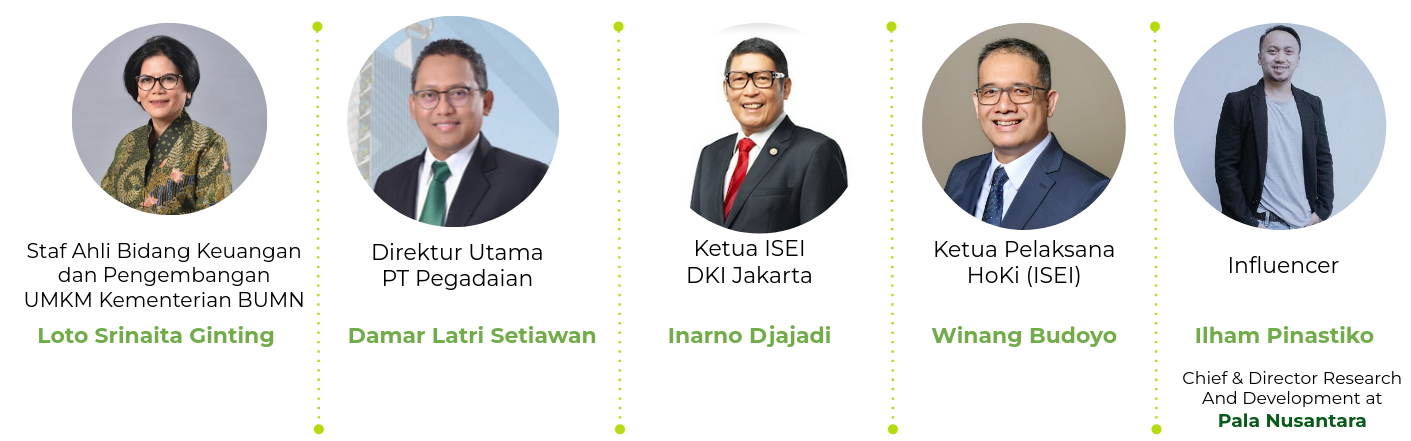 Staf Ahli Bidang Keuangan
dan Pengembangan
UMKM Kementerian BUMN
Loto Srinaita Ginting
Direktur Utama
PT Pegadaian
Damar Latri Setiawan
Ketua ISEI
DKI Jakarta
Inarno Djajadi
Ketua Pelaksana
HoKi (ISEI)
Winang Budoyo
Influencer
Ilham Pinastiko
Chief & Director Research
And Development at
Pala Nusantara